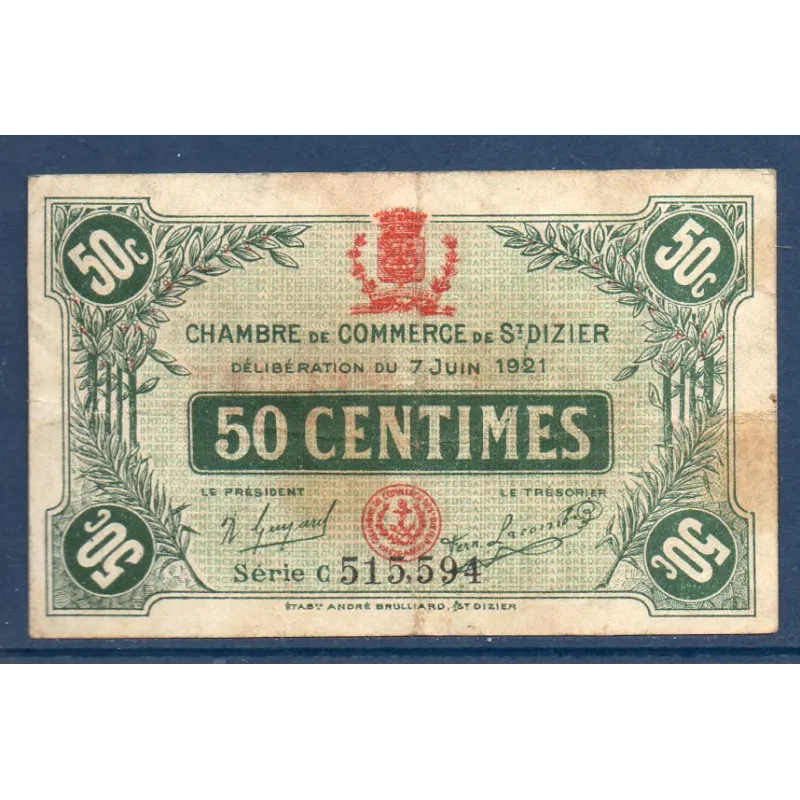 50c 50c
CHAMBRE DE COMMERCE DE ST DIZIER
DÉLIBÉRATION DU 7 JUIN 1921
50 CENTIMES
LE PRÉSIDENT LE TRÉSORIER
Série C 515,594
50c 50c
ÉTABTS ANDRÉ BRULLIARD, ST DIZIER